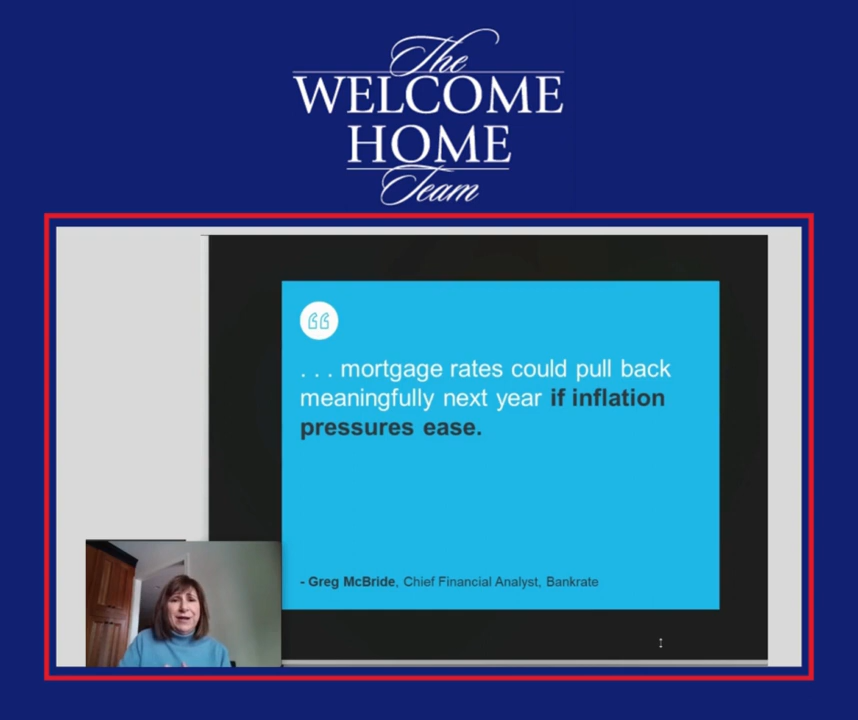 The
WELCOME
HOME
Team
. . . mortgage rates could pull back
meaningfully next year if inflation
pressures ease.
- Greg McBride, Chief Financial Analyst, Bankrate